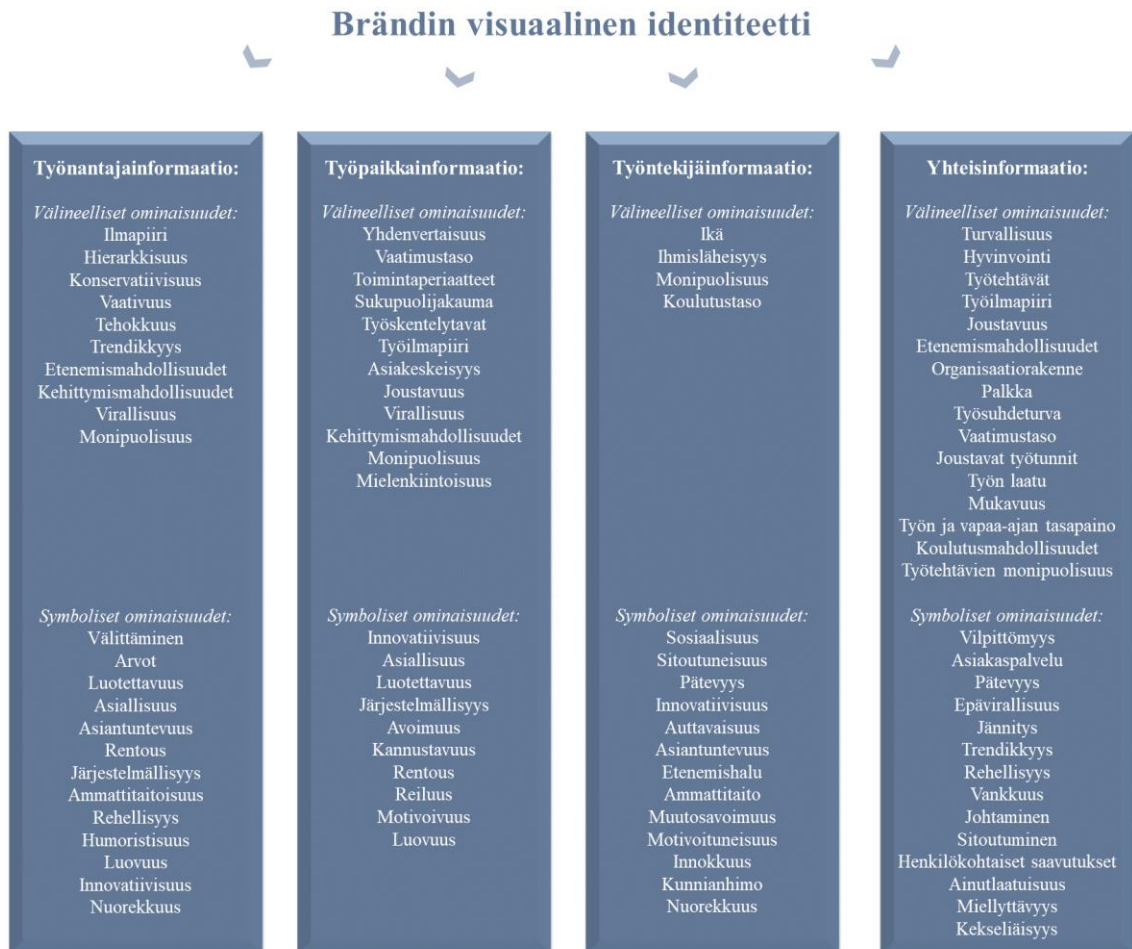 Brändin visuaalinen identiteetti
Työnantajainformaatio:
Välineelliset ominaisuudet:
Ilmapiiri
Hierarkkisuus
Konservatiivisuus
Vaativuus
Tehokkuus
Trendikkyys
Etenemismahdollisuudet
Kehittymismahdollisuudet
Virallisuus
Monipuolisuus
Symboliset ominaisuudet:
Välittäminen
Arvot
Luotettavuus
Asiallisuus
Asiantuntevuus
Rentous
Järjestelmällisyys
Ammattitaitoisuus
Rehellisyys
Humoristisuus
Luovuus
Innovatiivisuus
Nuorekkuus
Työpaikkainformaatio:
Välineelliset ominaisuudet:
Yhdenvertaisuus
Vaatimustaso
Toimintaperiaatteet
Sukupuolijakauma
Työskentelytavat
Työilmapiiri
Asiakeskeisyys
Joustavuus
Virallisuus
Kehittymismahdollisuudet
Monipuolisuus
Mielenkiintoisuus
Symboliset ominaisuudet:
Innovatiivisuus
Asiallisuus
Luotettavuus
Järjestelmällisyys
Avoimuus
Kannustavuus
Rentous
Reiluus
Motivoivuus
Luovuus
Työntekijäinformaatio:
Välineelliset ominaisuudet:
Ikä
Ihmisläheisyys
Monipuolisuus
Koulutustaso
Symboliset ominaisuudet:
Sosiaalisuus
Sitoutuneisuus
Pätevyys
Innovatiivisuus
Auttavaisuus
Asiantuntevuus
Etenemishalu
Ammattitaito
Muutosavoimuus
Motivoituneisuus
Innokkuus
Kunnianhimo
Nuorekkuus
Yhteisinformaatio:
Välineelliset ominaisuudet:
Turvallisuus
Hyvinvointi
Työtehtävät
Työilmapiiri
Joustavuus
Etenemismahdollisuudet
Organisaatiorakenne
Palkka
Työsuhdeturva
Vaatimustaso
Joustavat työtunnit
Työn laatu
Mukavuus
Työn ja vapaa-ajan tasapaino
Koulutusmahdollisuudet
Työtehtävien monipuolisuus
Symboliset ominaisuudet:
Vilpittömyys
Asiakaspalvelu
Pätevyys
Epävirallisuus
Jännitys
Trendikkyys
Rehellisyys
Vankkuus
Johtaminen
Sitoutuminen
Henkilökohtaiset saavutukset
Ainutlaatuisuus
Miellyttävyys
Kekseliäisyys